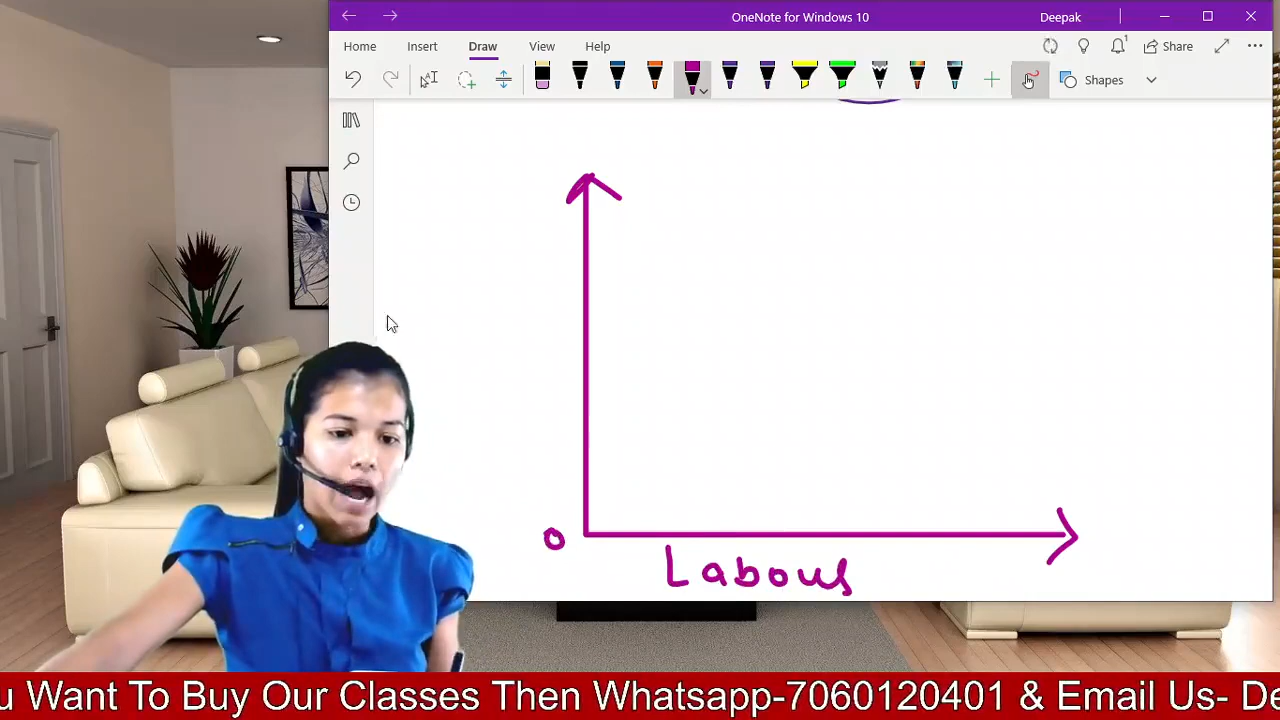 OneNote for Windows 10
Deepak
Home
Insert
Draw
View
Help
1
Share
Shapes
0
Labour
u Want To Buy Our Classes Then Whatsapp-7060120401 & Email Us- De